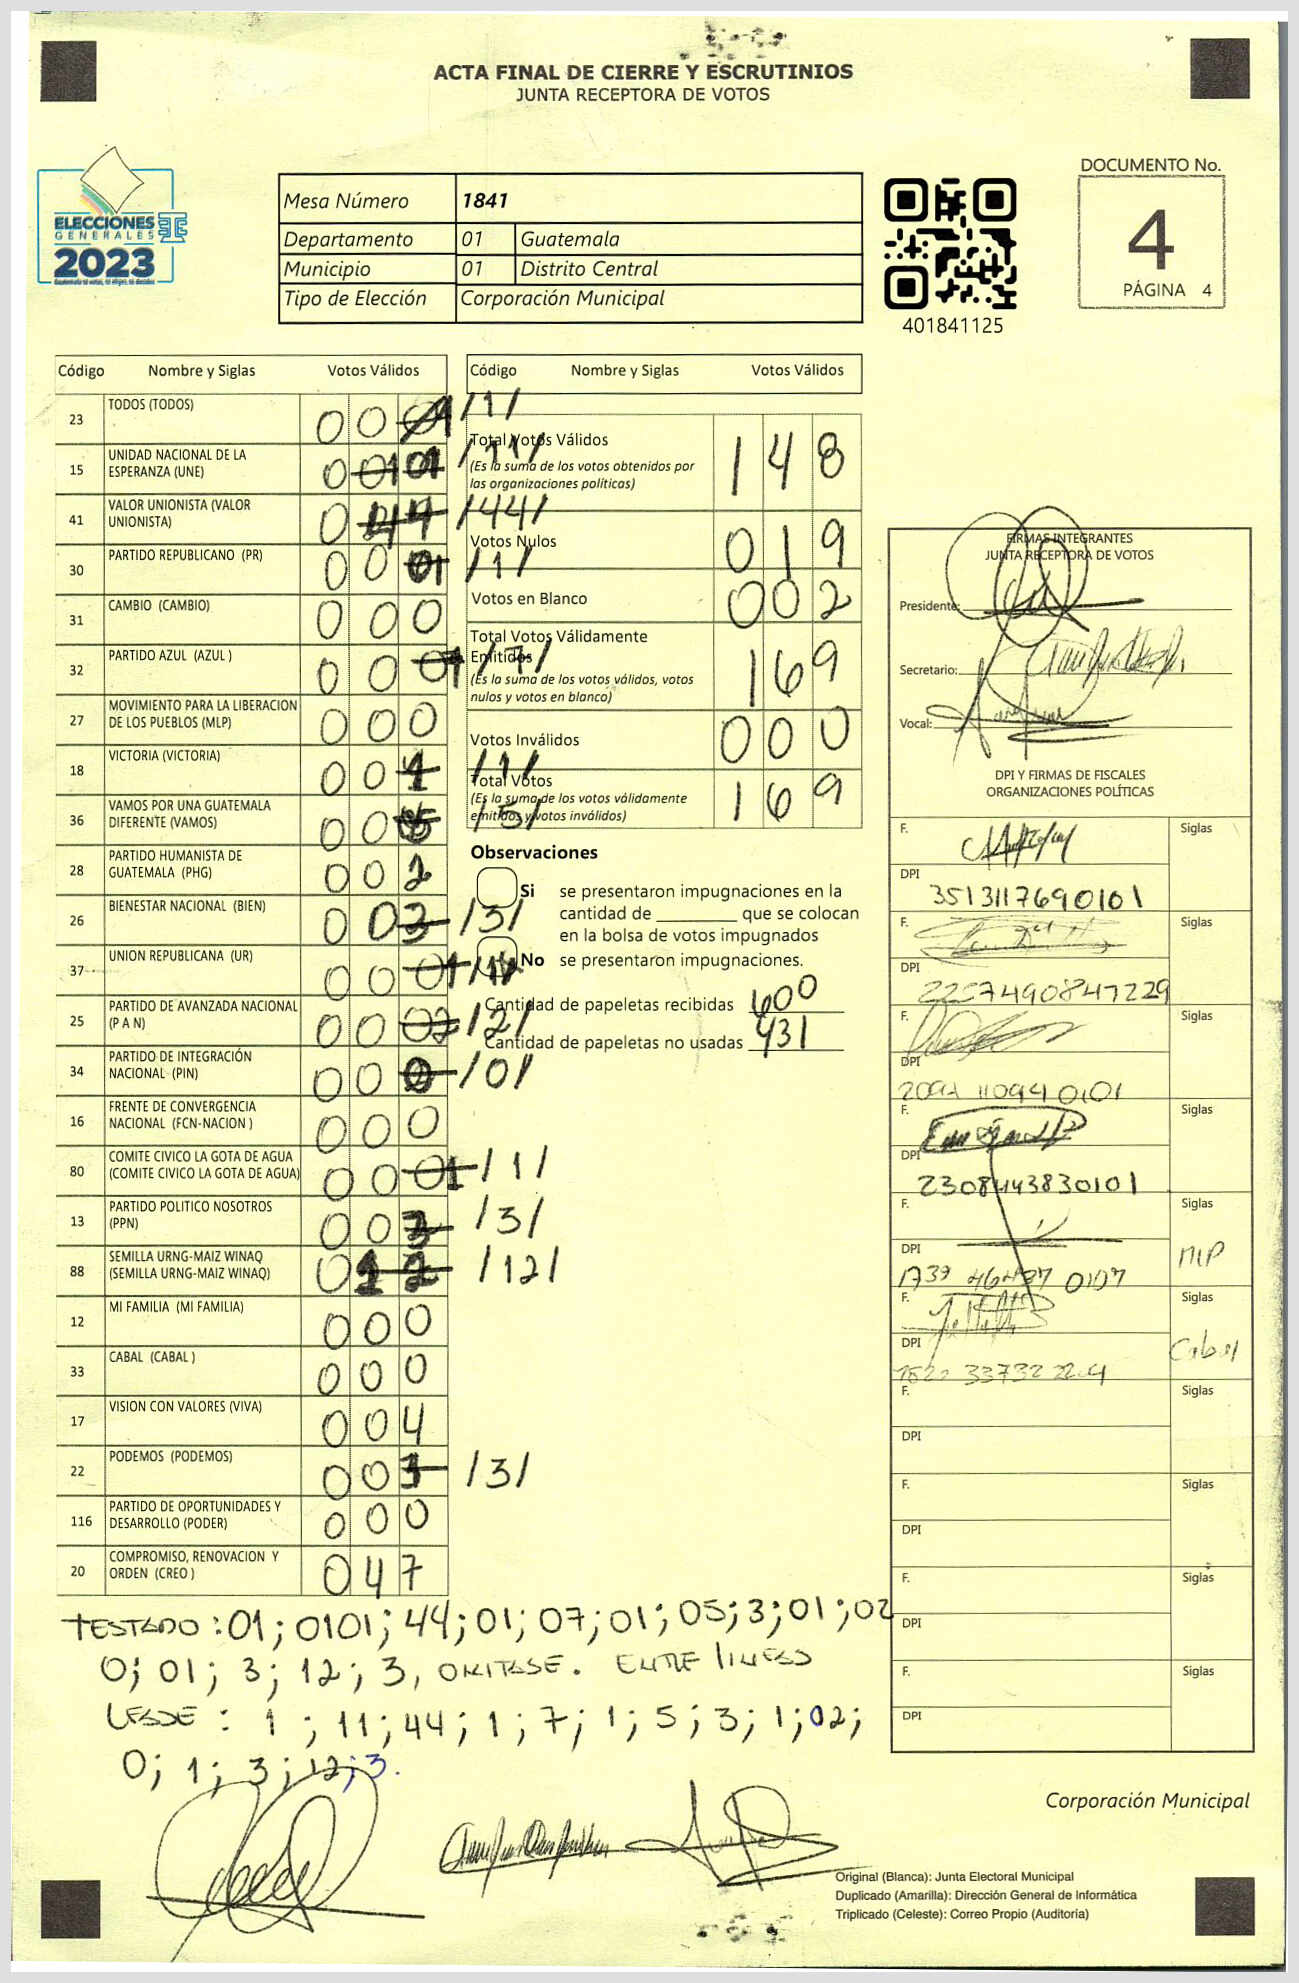 ACTA FINAL DE CIERRE Y ESCRUTINIOS
JUNTA RECEPTORA DE VOTOS
ELECCIONES
GENERALES
2023
Mesa Número 1841
Departamento 01 Guatemala
Municipio 01 Distrito Central
Tipo de Elección Corporación Municipal
401841125
DOCUMENTO No.
4
PÁGINA 4
Código Nombre y Siglas Votos Válidos
23 TODOS (TODOS) 0 0 /1/
15 UNIDAD NACIONAL DE LA
ESPERANZA (UNE) 0 01 01 /11/
41 VALOR UNIONISTA (VALOR
UNIONISTA) 0 4 4 /44/
30 PARTIDO REPUBLICANO (PR) 0 0 01 /1/
31 CAMBIO (CAMBIO) 0 0 0
32 PARTIDO AZUL (AZUL ) 0 0 07 /7/
27 MOVIMIENTO PARA LA LIBERACION
DE LOS PUEBLOS (MLP) 0 0 0
18 VICTORIA (VICTORIA) 0 0 1 /1/
36 VAMOS POR UNA GUATEMALA
DIFERENTE (VAMOS) 0 0 5 /5/
28 PARTIDO HUMANISTA DE
GUATEMALA (PHG) 0 0 2
26 BIENESTAR NACIONAL (BIEN) 0 0 3 /3/
37 UNION REPUBLICANA (UR) 0 0 01
25 PARTIDO DE AVANZADA NACIONAL
(P A N) 0 0 02 /2/
34 PARTIDO DE INTEGRACIÓN
NACIONAL (PIN) 0 0 0 /0/
16 FRENTE DE CONVERGENCIA
NACIONAL (FCN-NACION ) 0 0 0
80 COMITE CIVICO LA GOTA DE AGUA
(COMITE CIVICO LA GOTA DE AGUA) 0 0 01 /1/
13 PARTIDO POLITICO NOSOTROS
(PPN) 0 0 3 /3/
88 SEMILLA URNG-MAIZ WINAQ
(SEMILLA URNG-MAIZ WINAQ) 0 1 2 /12/
12 MI FAMILIA (MI FAMILIA) 0 0 0
33 CABAL (CABAL ) 0 0 0
17 VISION CON VALORES (VIVA) 0 0 4
22 PODEMOS (PODEMOS) 0 0 3 /3/
116 PARTIDO DE OPORTUNIDADES Y
DESARROLLO (PODER) 0 0 0
20 COMPROMISO, RENOVACION Y
ORDEN (CREO ) 0 4 7
Código Nombre y Siglas Votos Válidos
Total Votos Válidos 1 4 8
(Es la suma de los votos obtenidos por
las organizaciones políticas)
Votos Nulos 0 1 9
Votos en Blanco 0 0 2
Total Votos Válidamente
Emitidos 1 6 9
(Es la suma de los votos válidos, votos
nulos y votos en blanco)
Votos Inválidos 0 0 0
Total Votos 1 6 9
(Es la suma de los votos válidamente
emitidos y votos inválidos)
Observaciones
Si se presentaron impugnaciones en la
cantidad de ________ que se colocan
en la bolsa de votos impugnados
No se presentaron impugnaciones.
Cantidad de papeletas recibidas 600
Cantidad de papeletas no usadas 431
FIRMAS INTEGRANTES
JUNTA RECEPTORA DE VOTOS
Presidente:
Secretario:
Vocal:
DPI Y FIRMAS DE FISCALES
ORGANIZACIONES POLÍTICAS
F. Siglas
DPI 3513117690101
F. Siglas
DPI 2227490847229
F. Siglas
DPI
F. Siglas
DPI 2308443830101
F. Siglas
DPI MLP
F. Siglas
DPI Cabal
F. Siglas
DPI
F. Siglas
DPI
F. Siglas
DPI
F. Siglas
DPI
TESTADO : 01; 0101; 44; 01; 07; 01; 05; 3; 01; 02
0; 01; 3; 12; 3, OMITASE. ENTRE LINEAS
LEASE : 1 ; 11; 44; 1; 7; 1; 5; 3; 1; 02;
0; 1; 3; 12; 3.
Corporación Municipal
Original (Blanca): Junta Electoral Municipal
Duplicado (Amarilla): Dirección General de Informática
Triplicado (Celeste): Correo Propio (Auditoría)